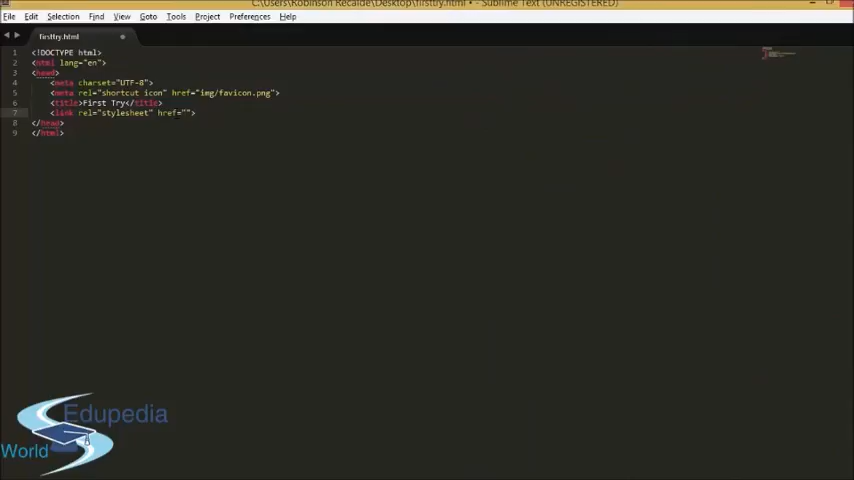 C:\Users\Robinson Recalde\Desktop\firsttry.html • - Sublime Text (UNREGISTERED)
File Edit Selection Find View Goto Tools Project Preferences Help
firsttry.html
1 <!DOCTYPE html>
2 <html lang="en">
3 <head>
4 <meta charset="UTF-8">
5 <meta rel="shortcut icon" href="img/favicon.png">
6 <title>First Try</title>
7 <link rel="stylesheet" href="">
8 </head>
9 </html>
Edupedia
World